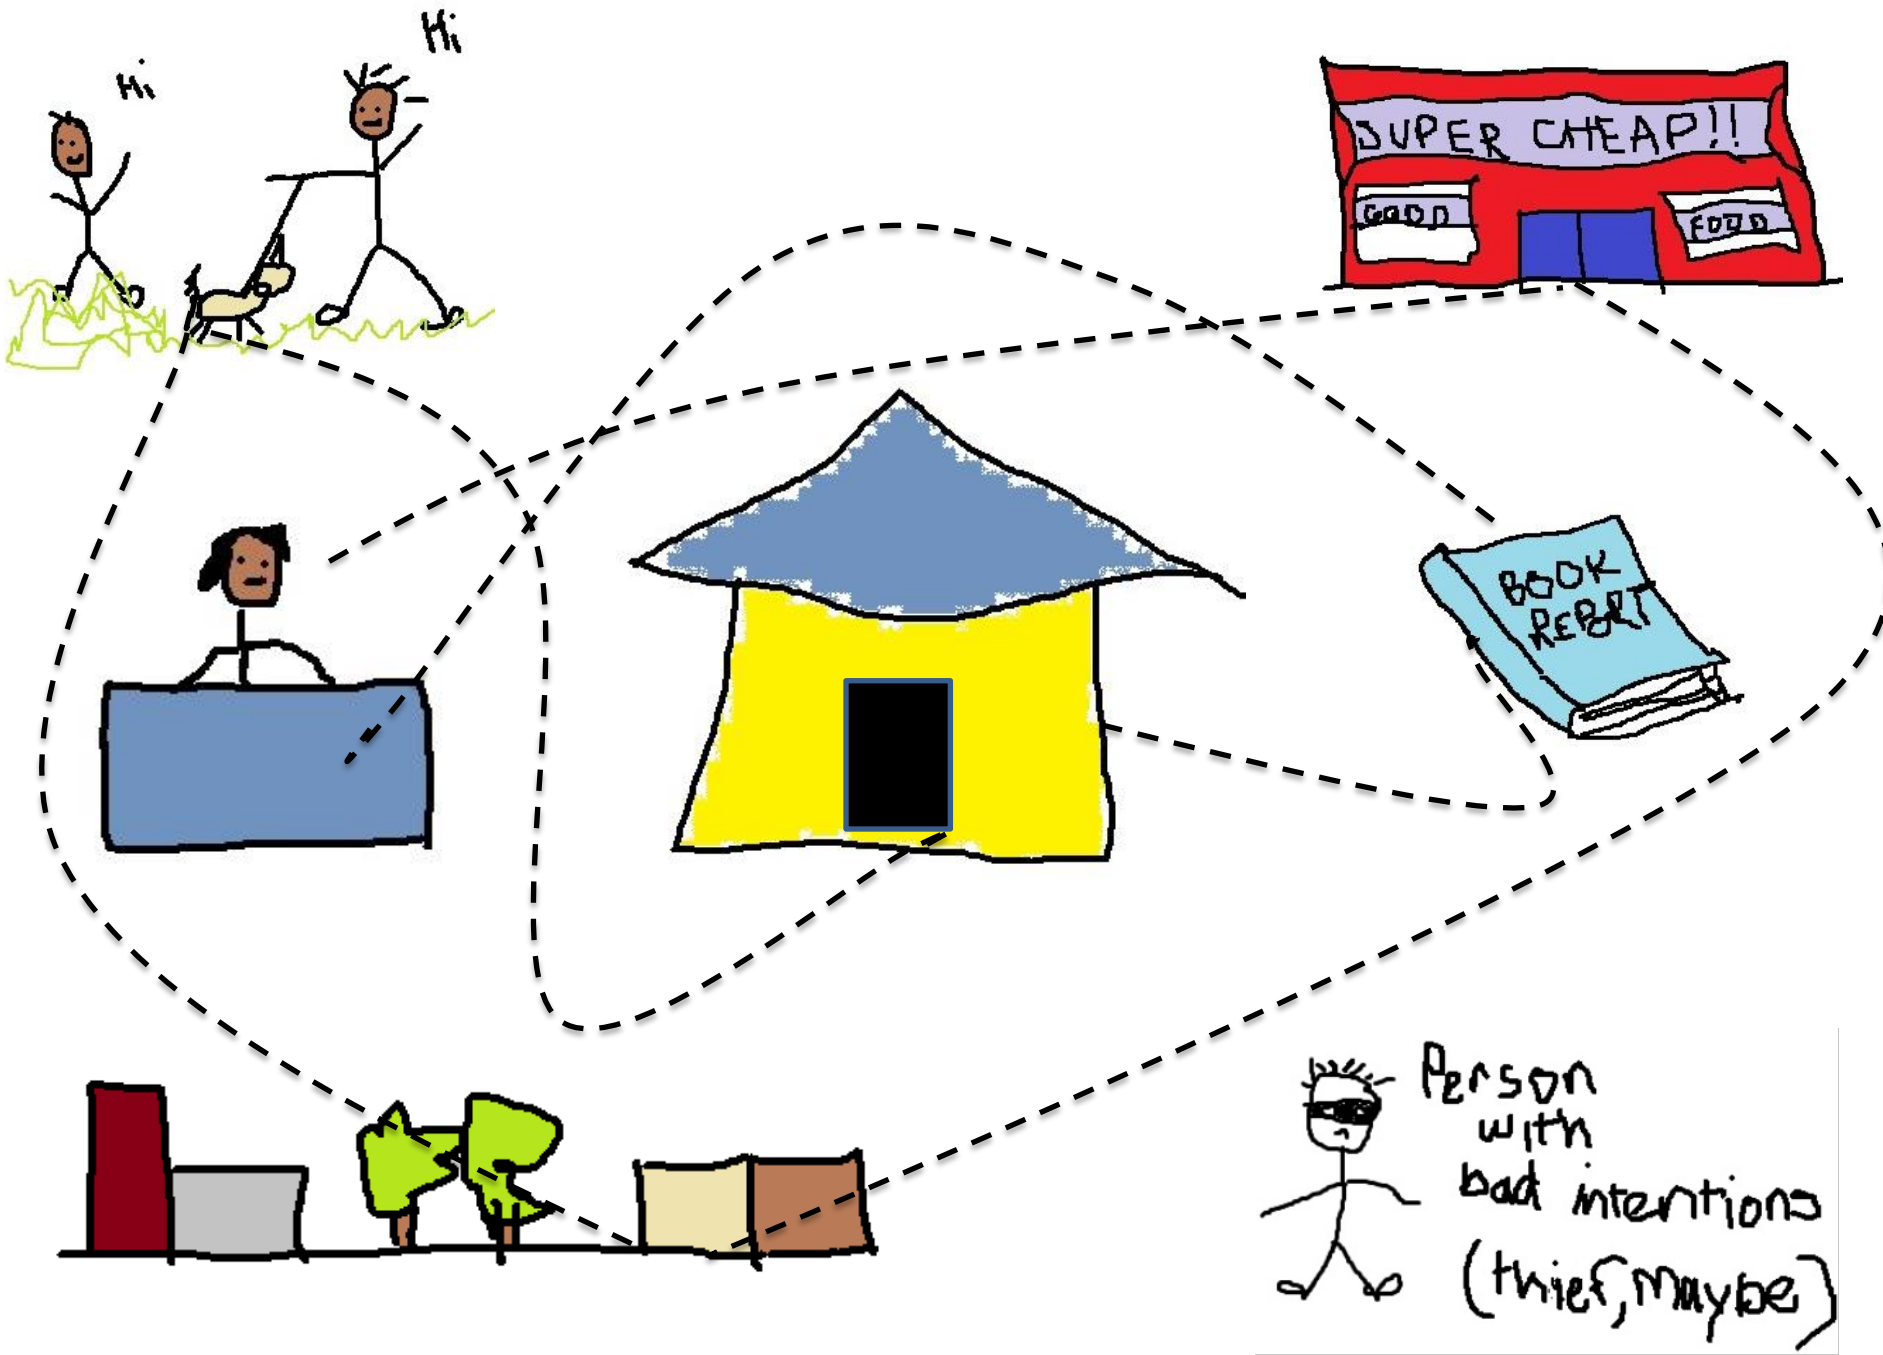 Hi
Hi
SUPER CHEAP!!
GOOD
FOOD
BOOK
REPORT
Person
with
bad intentions
(thief, maybe)